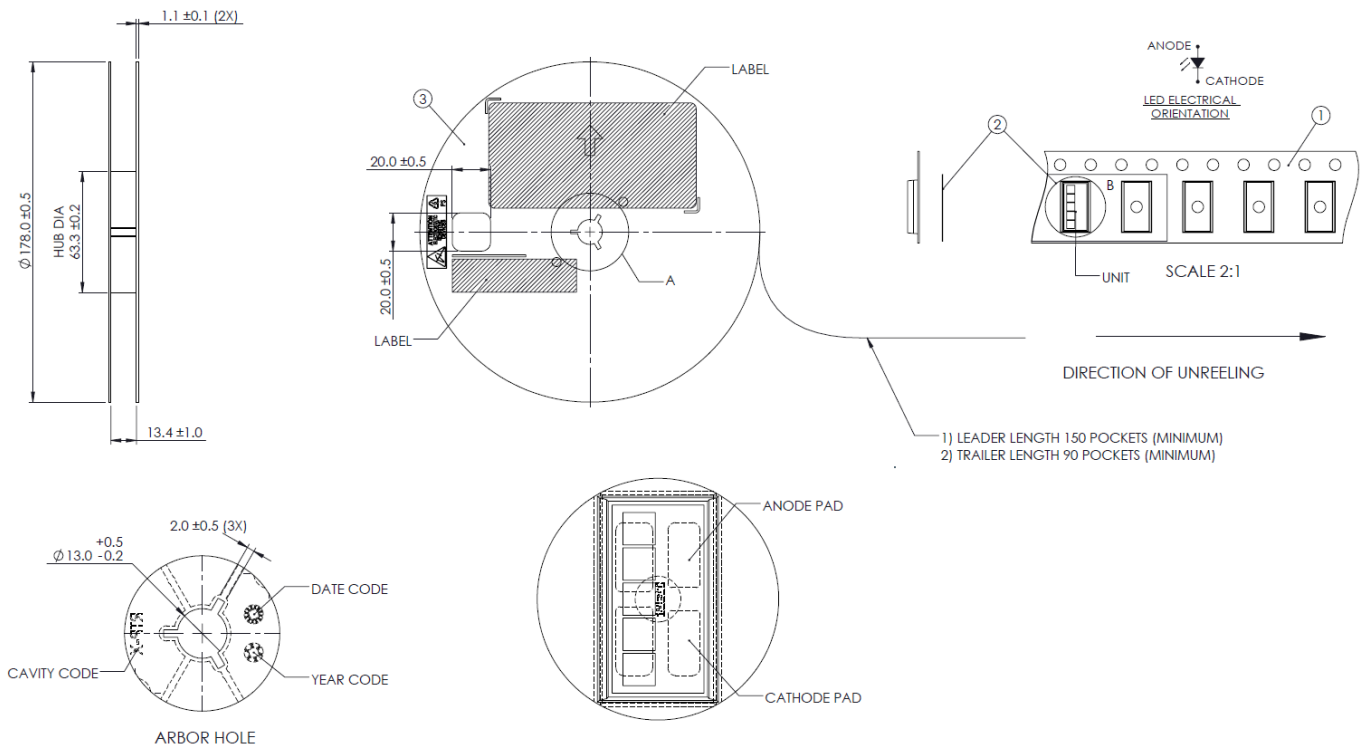 1.1 ±0.1 (2X)
Ø178.0 ±0.5
HUB DIA
63.3 ±0.2
13.4 ±1.0
LABEL
3
20.0 ±0.5
20.0 ±0.5
ATTENTION
A
LABEL
ANODE
CATHODE
LED ELECTRICAL
ORIENTATION
2
1
B
UNIT
SCALE 2:1
DIRECTION OF UNREELING
1) LEADER LENGTH 150 POCKETS (MINIMUM)
2) TRAILER LENGTH 90 POCKETS (MINIMUM)
2.0 ±0.5 (3X)
+0.5
Ø13.0 -0.2
DATE CODE
CAVITY CODE
YEAR CODE
ARBOR HOLE
ANODE PAD
CATHODE PAD